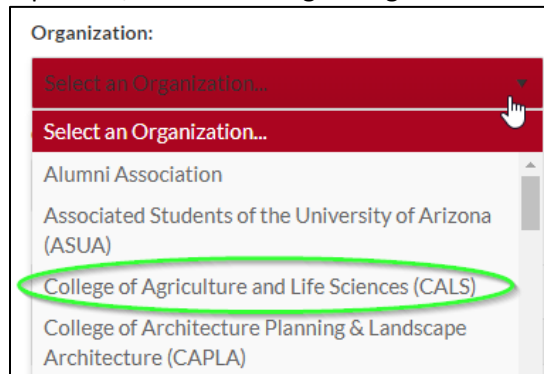 Organization:
Select an Organization...
Select an Organization...
Alumni Association
Associated Students of the University of Arizona
(ASUA)
College of Agriculture and Life Sciences (CALS)
College of Architecture Planning & Landscape
Architecture (CAPLA)